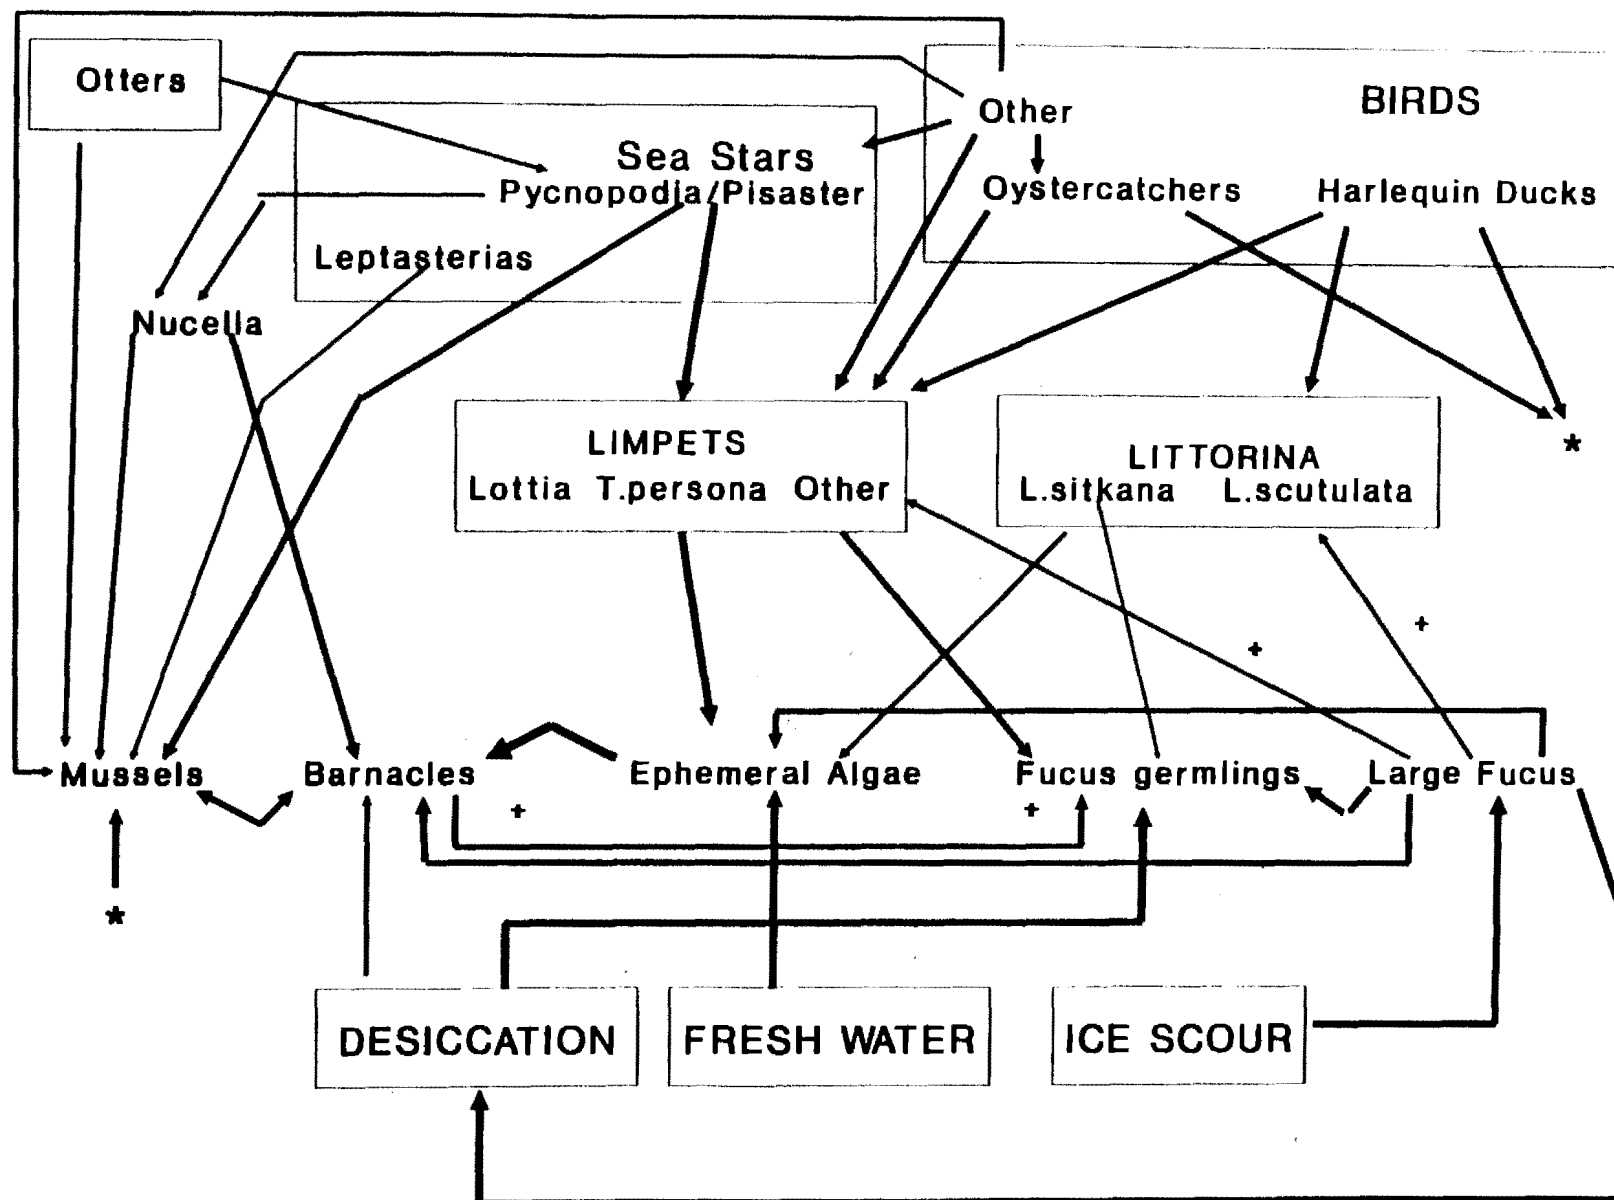 Otters
BIRDS
Other
Sea Stars
Pycnopodia/Pisaster
Oystercatchers
Harlequin Ducks
Leptasterias
Nucella
*
LIMPETS
Lottia T.persona Other
LITTORINA
L.sitkana L.scutulata
+
+
Mussels
Barnacles
Ephemeral Algae
Fucus germlings
Large Fucus
+
+
*
DESICCATION
FRESH WATER
ICE SCOUR